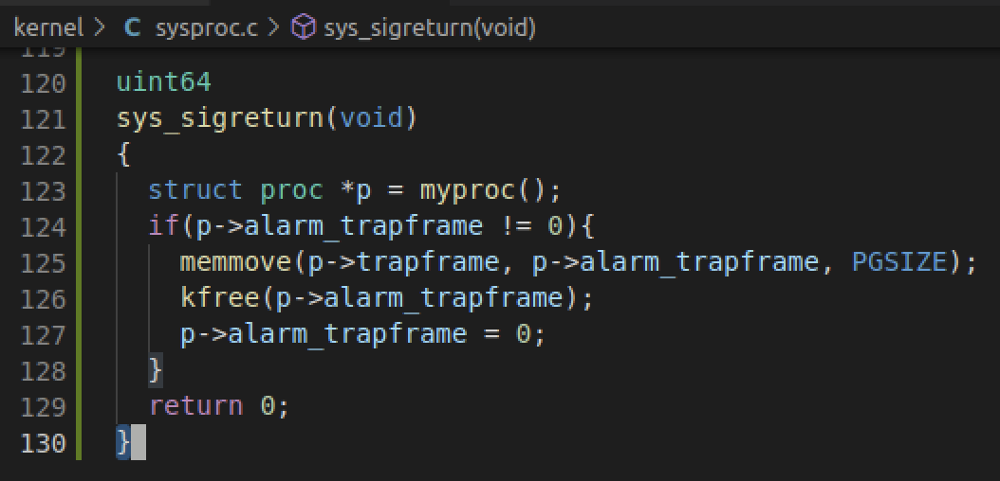 kernel > C sysproc.c > sys_sigreturn(void)
119
120 uint64
121 sys_sigreturn(void)
122 {
123 struct proc *p = myproc();
124 if(p->alarm_trapframe != 0){
125 memmove(p->trapframe, p->alarm_trapframe, PGSIZE);
126 kfree(p->alarm_trapframe);
127 p->alarm_trapframe = 0;
128 }
129 return 0;
130 }